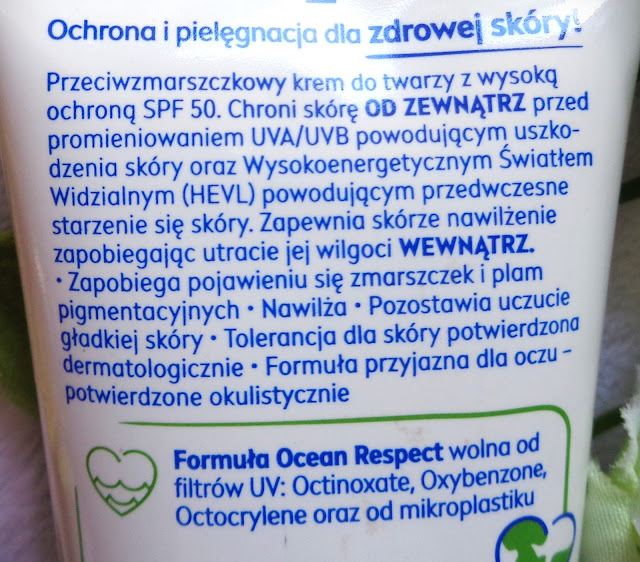 Ochrona i pielęgnacja dla zdrowej skóry!
Przeciwzmarszczkowy krem do twarzy z wysoką
ochroną SPF 50. Chroni skórę OD ZEWNĄTRZ przed
promieniowaniem UVA/UVB powodującym uszko-
dzenia skóry oraz Wysokoenergetycznym Światłem
Widzialnym (HEVL) powodującym przedwczesne
starzenie się skóry. Zapewnia skórze nawilżenie
zapobiegając utracie jej wilgoci WEWNĄTRZ.
• Zapobiega pojawieniu się zmarszczek i plam
pigmentacyjnych • Nawilża • Pozostawia uczucie
gładkiej skóry • Tolerancja dla skóry potwierdzona
dermatologicznie • Formuła przyjazna dla oczu –
potwierdzone okulistycznie
Formuła Ocean Respect wolna od
filtrów UV: Octinoxate, Oxybenzone,
Octocrylene oraz od mikroplastiku